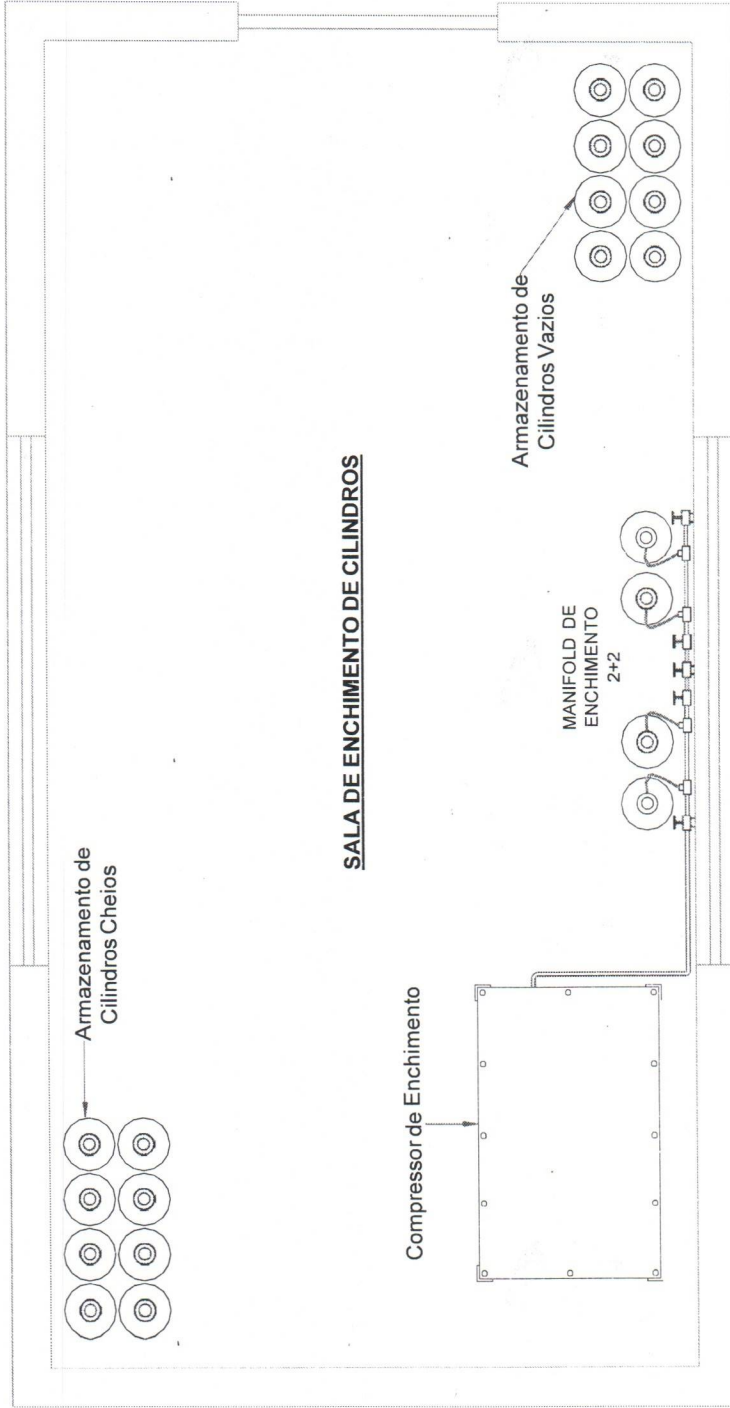 Armazenamento de
Cilindros Cheios
SALA DE ENCHIMENTO DE CILINDROS
Compressor de Enchimento
MANIFOLD DE
ENCHIMENTO
2+2
Armazenamento de
Cilindros Vazios